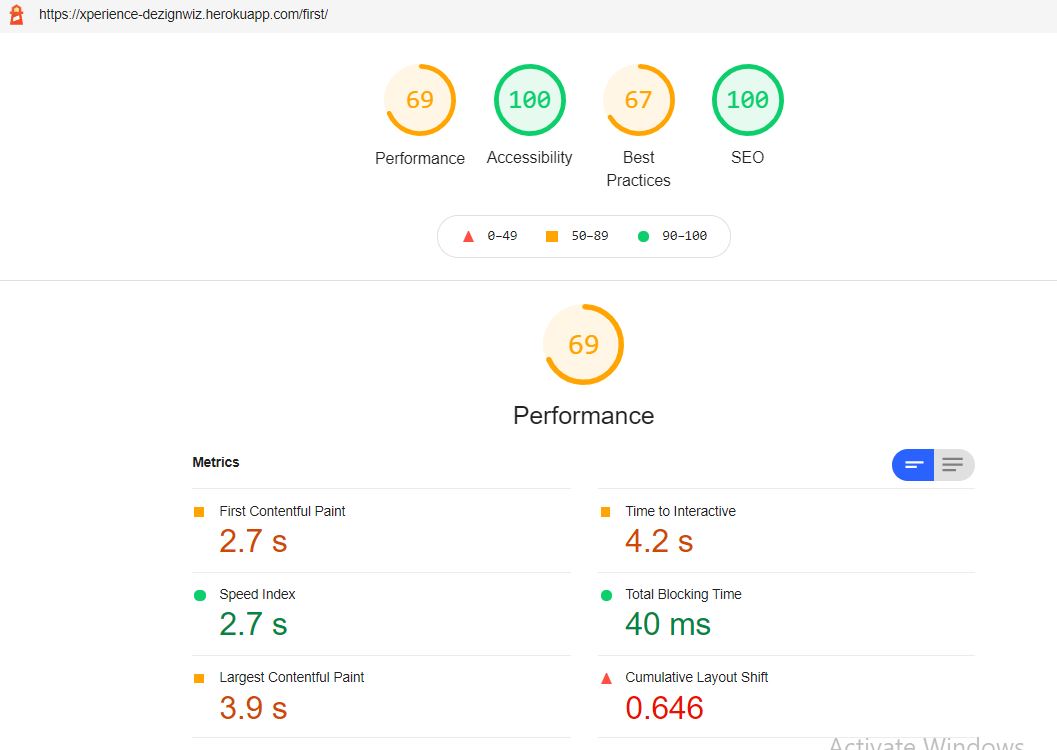 https://xperience-dezignwiz.herokuapp.com/first/
69 100 67 100
Performance Accessibility Best Practices SEO
0–49 50–89 90–100
69
Performance
Metrics
First Contentful Paint
2.7 s
Time to Interactive
4.2 s
Speed Index
2.7 s
Total Blocking Time
40 ms
Largest Contentful Paint
3.9 s
Cumulative Layout Shift
0.646
Activate Windows